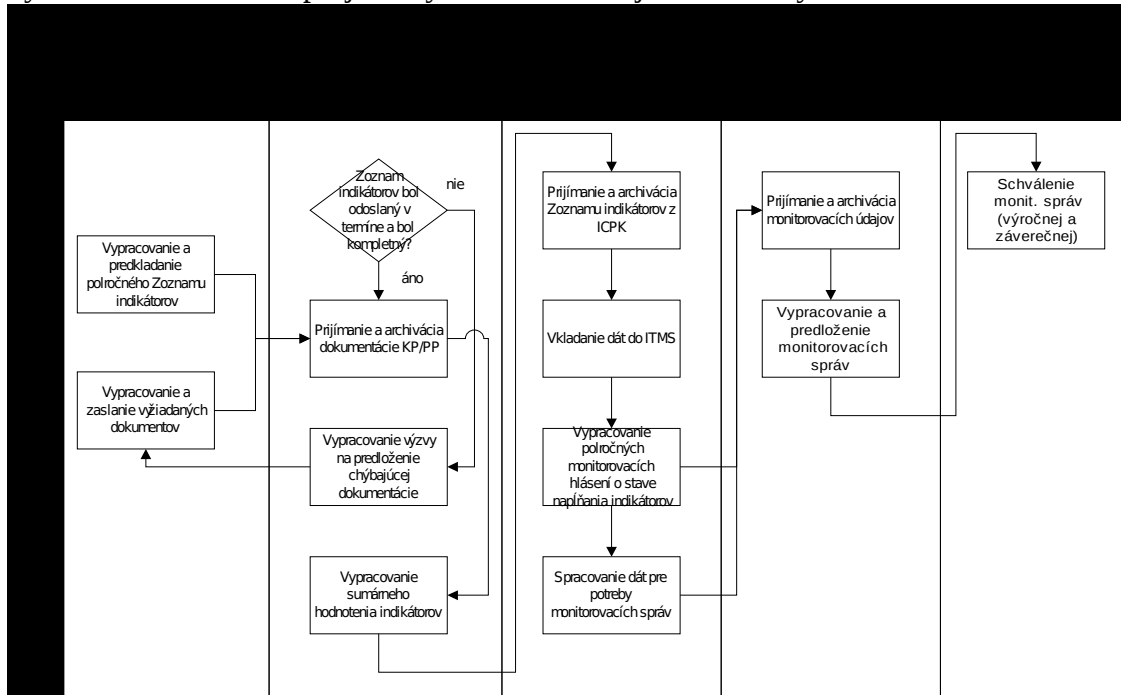 Vypracovanie a
predkladanie
polročného Zoznamu
indikátorov
Vypracovanie a
zaslanie vyžiadaných
dokumentov
Zoznam
indikátorov bol
odoslaný v
termíne a bol
kompletný?
nie
áno
Prijímanie a archivácia
dokumentácie KP/PP
Vypracovanie výzvy
na predloženie
chýbajúcej
dokumentácie
Vypracovanie
sumárneho
hodnotenia indikátorov
Prijímanie a archivácia
Zoznamu indikátorov z
ICPK
Vkladanie dát do ITMS
Vypracovanie
polročných
monitorovacích
hlásení o stave
napĺňania indikátorov
Spracovanie dát pre
potreby
monitorovacích správ
Prijímanie a archivácia
monitorovacích údajov
Vypracovanie a
predloženie
monitorovacích
správ
Schválenie
monit. správ
(výročnej a
záverečnej)